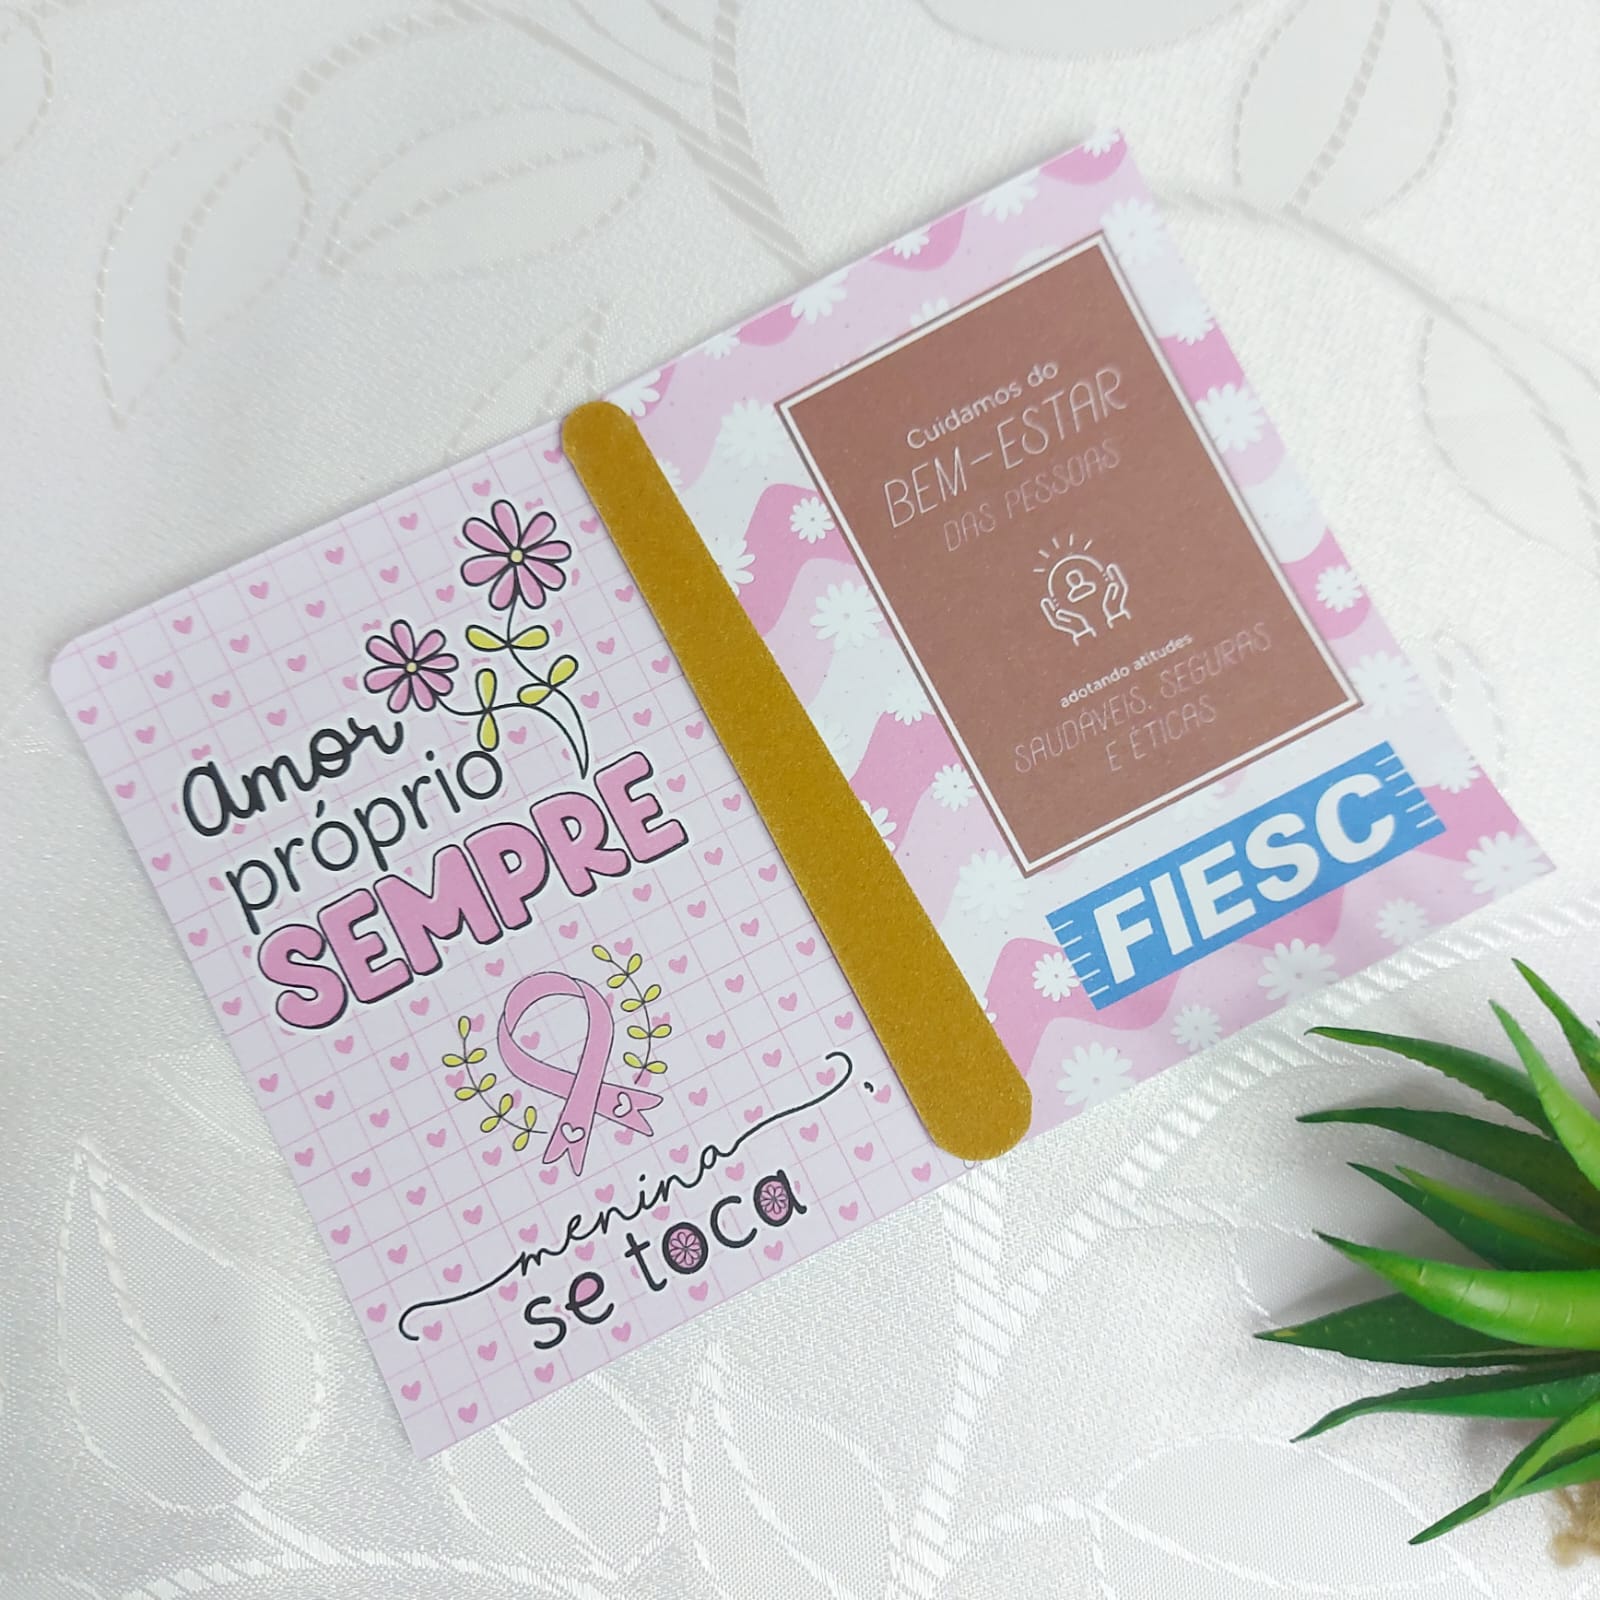 Amor
próprio
SEMPRE
menina,
se toca
Cuidamos do
BEM-ESTAR
DAS PESSOAS
adotando atitudes
SAUDÁVEIS, SEGURAS
E ÉTICAS
FIESC